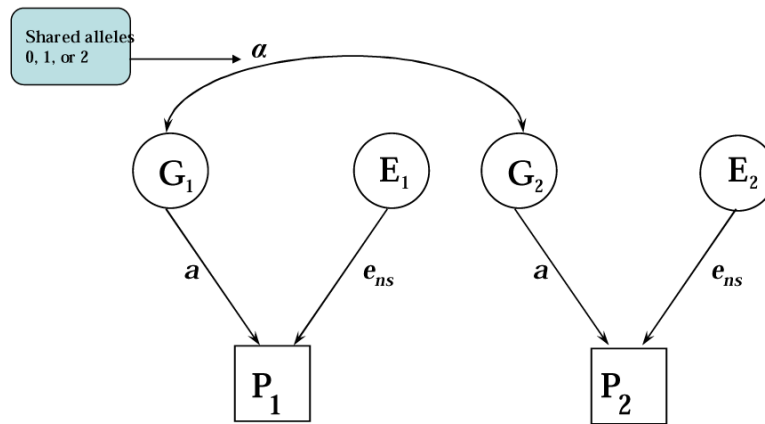 Shared alleles
0, 1, or 2
α
G₁
E₁
G₂
E₂
a
eₙₛ
a
eₙₛ
P₁
P₂